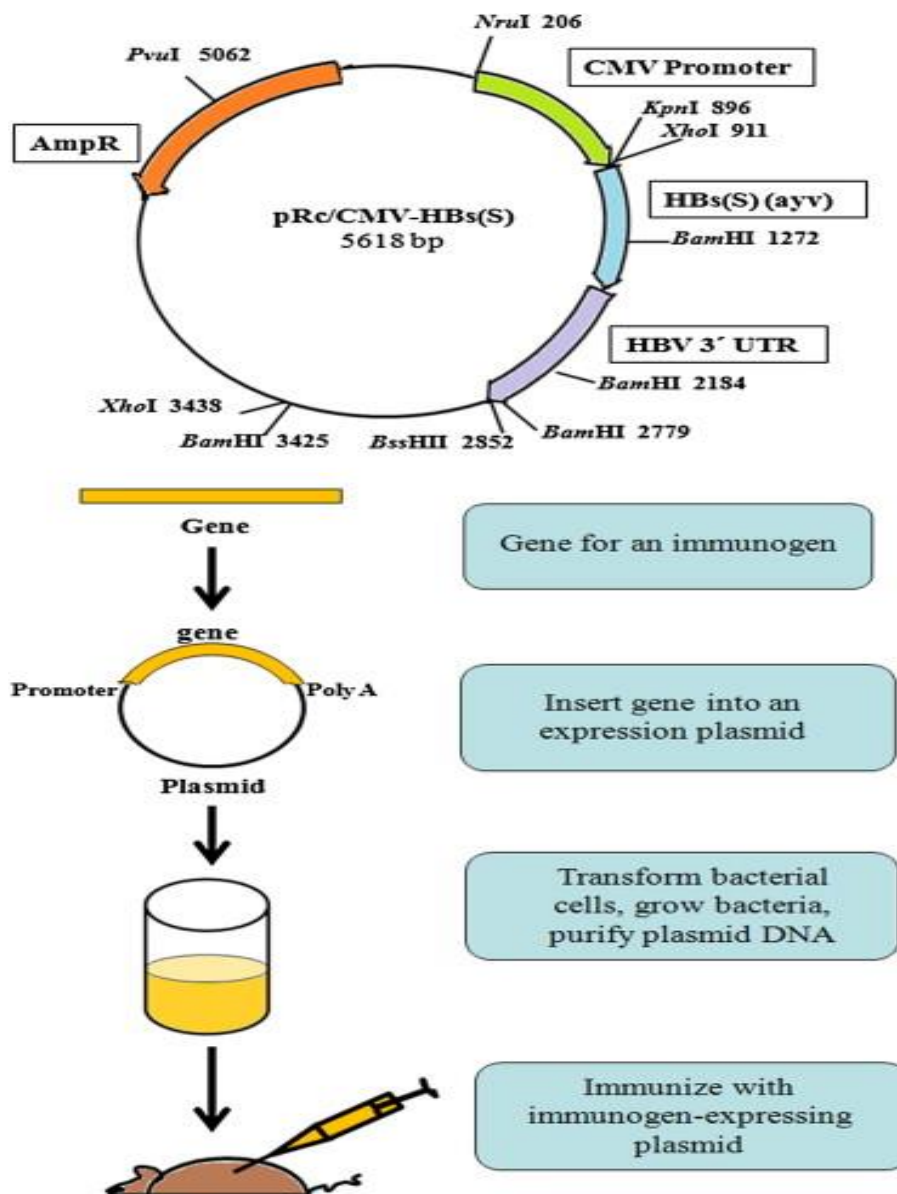 NruI 206
PvuI 5062
CMV Promoter
KpnI 896
XhoI 911
AmpR
HBs(S) (ayv)
pRc/CMV-HBs(S)
5618 bp
BamHI 1272
HBV 3´ UTR
BamHI 2184
XhoI 3438
BamHI 3425
BssHII 2852
BamHI 2779
Gene
Gene for an immunogen
gene
Promoter
Poly A
Plasmid
Insert gene into an
expression plasmid
Transform bacterial
cells, grow bacteria,
purify plasmid DNA
Immunize with
immunogen-expressing
plasmid